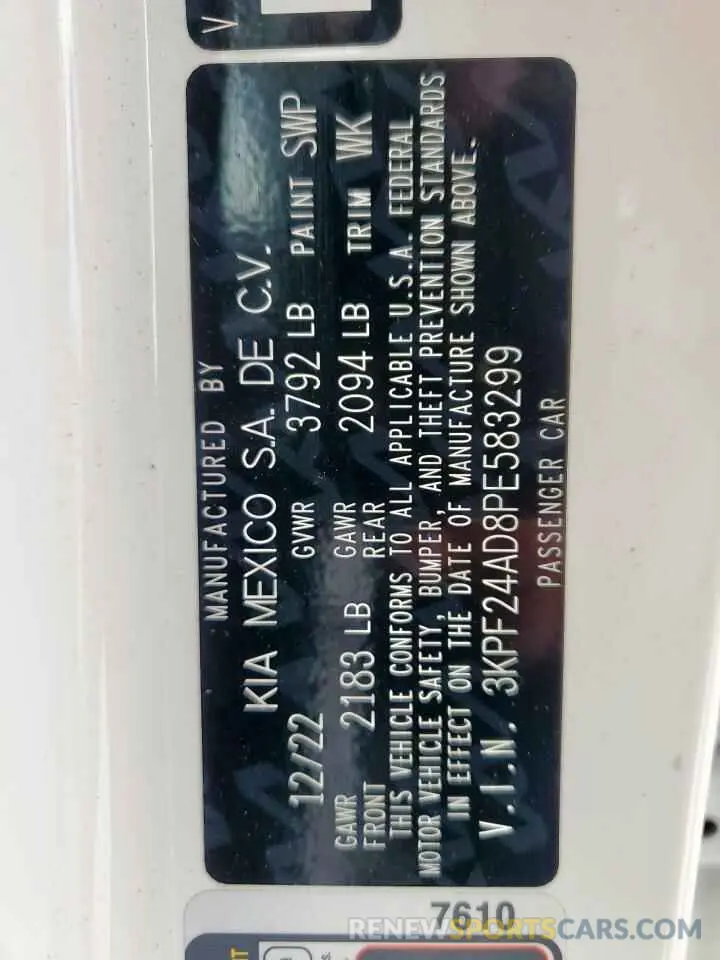 V
MANUFACTURED BY
KIA MEXICO S.A. DE C.V.
12/22 GVWR 3792 LB PAINT SWP
GAWR FRONT 2183 LB GAWR REAR 2094 LB TRIM WK
THIS VEHICLE CONFORMS TO ALL APPLICABLE U.S.A. FEDERAL
MOTOR VEHICLE SAFETY, BUMPER, AND THEFT PREVENTION STANDARDS
IN EFFECT ON THE DATE OF MANUFACTURE SHOWN ABOVE.
V.I.N. 3KPF24AD8PE583299
PASSENGER CAR
7610
RENEWSPORTSCARS.COM